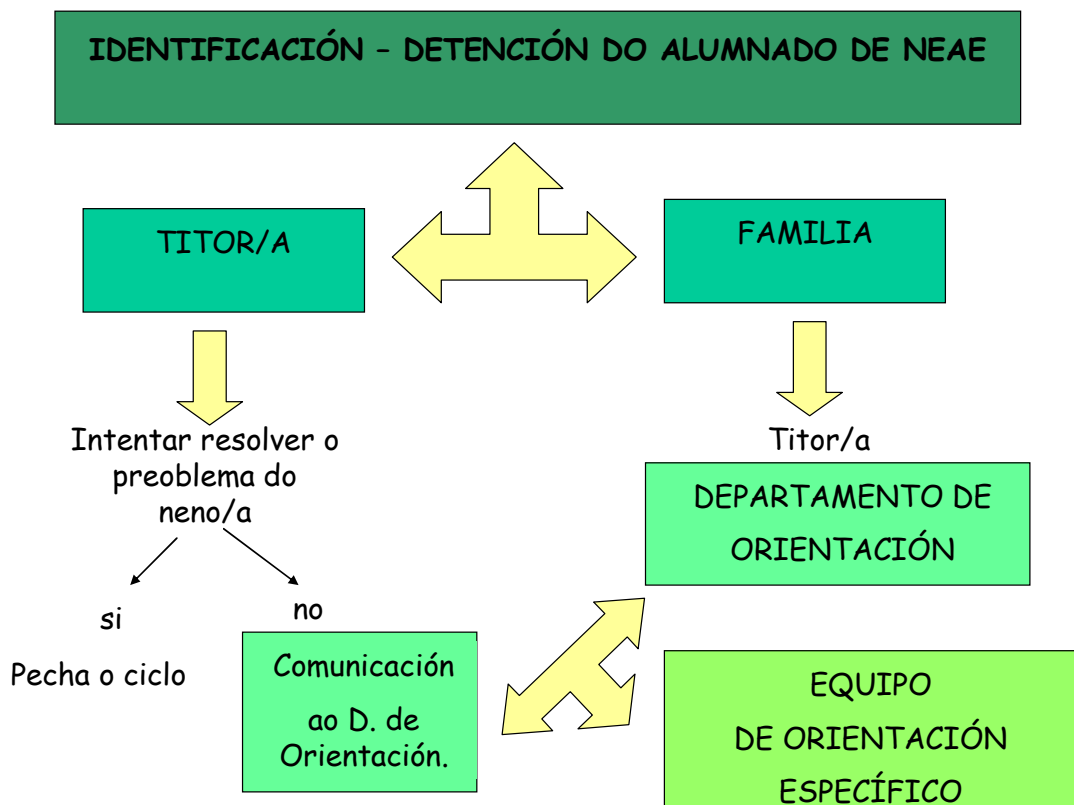 IDENTIFICACIÓN – DETENCIÓN DO ALUMNADO DE NEAE
TITOR/A
FAMILIA
Intentar resolver o
preoblema do
neno/a
Titor/a
DEPARTAMENTO DE
ORIENTACIÓN
si
no
Pecha o ciclo
Comunicación
ao D. de
Orientación.
EQUIPO
DE ORIENTACIÓN
ESPECÍFICO